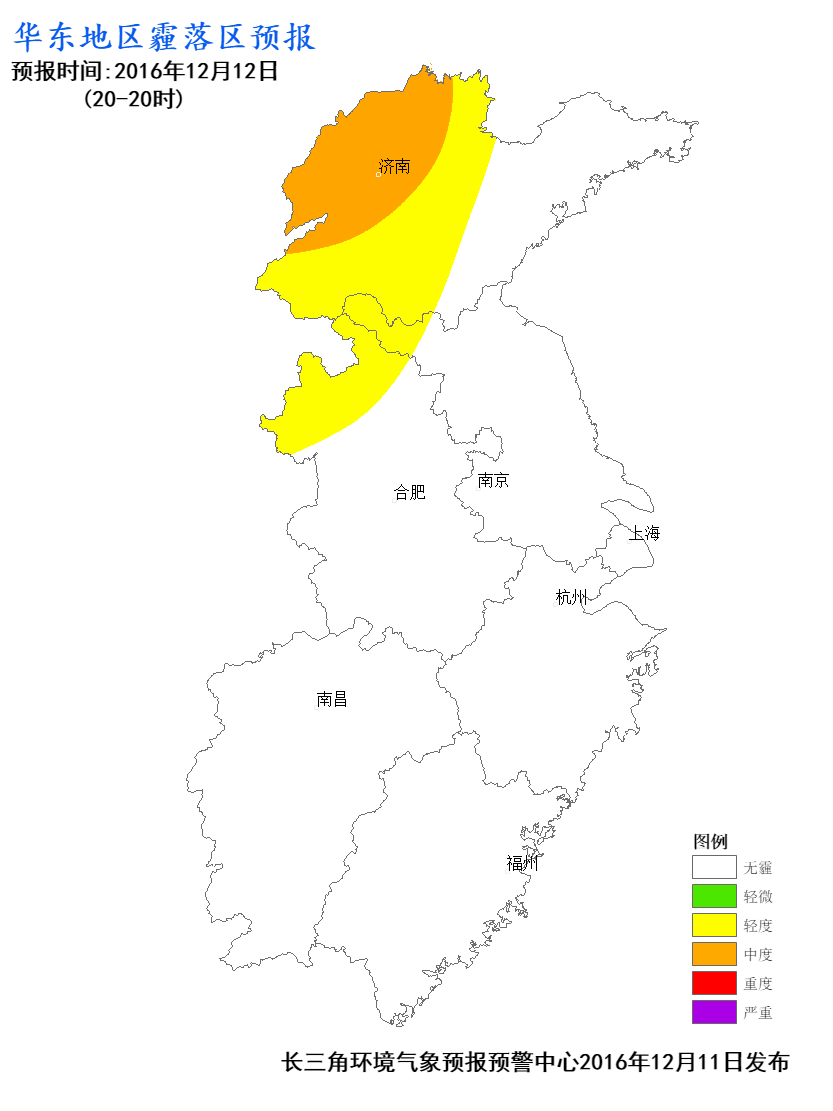 华东地区霾落区预报
预报时间:2016年12月12日
(20-20时)
济南
南京
合肥
上海
杭州
南昌
福州
图例
无霾
轻微
轻度
中度
重度
严重
长三角环境气象预报预警中心2016年12月11日发布